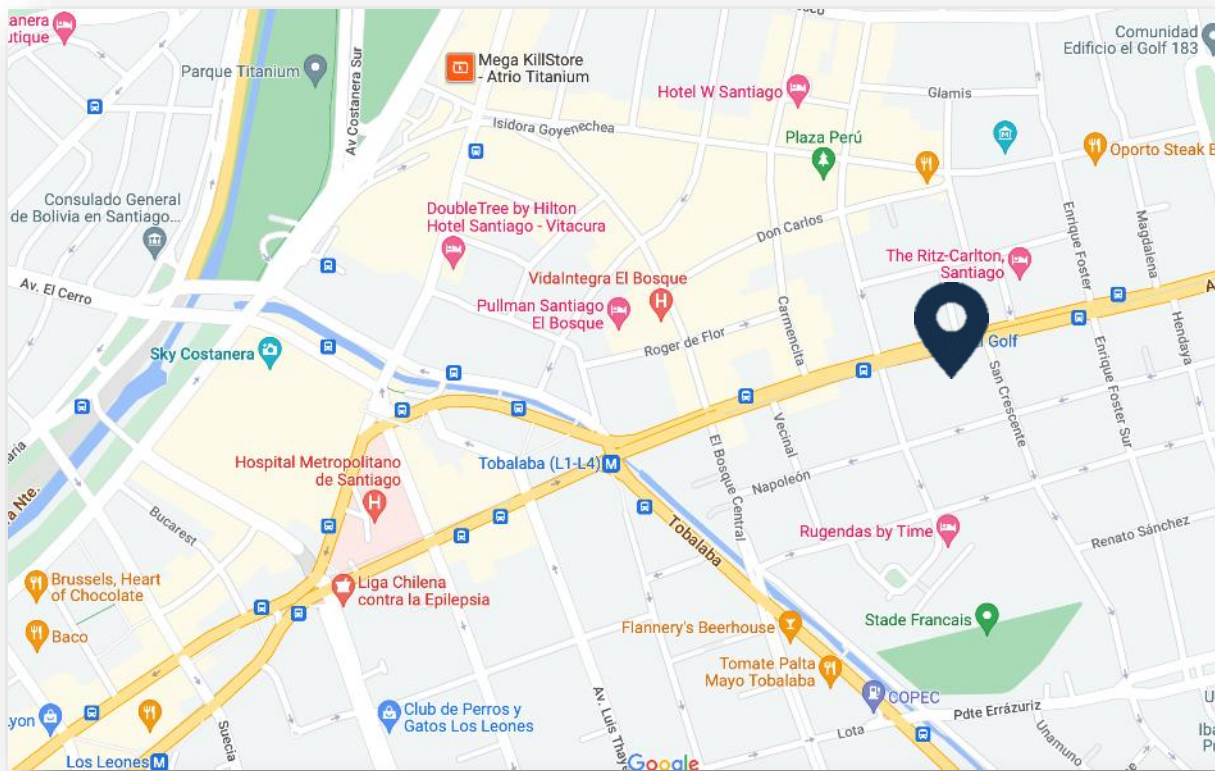 anera
utique
Parque Titanium
Av Costanera Sur
Mega KillStore
- Atrio Titanium
Comunidad
Edificio el Golf 183
Hotel W Santiago
Glamis
Isidora Goyenechea
Plaza Perú
Oporto Steak B
Consulado General
de Bolivia en Santiago...
DoubleTree by Hilton
Hotel Santiago - Vitacura
Don Carlos
Enrique Foster
Magdalena
The Ritz-Carlton,
Santiago
VidaIntegra El Bosque
H
Av. El Cerro
Pullman Santiago
El Bosque
Carmencita
A
Sky Costanera
Roger de Flor
l Golf
San Crescente
Enrique Foster Sur
Hendaya
Vecinal
El Bosque Central
Hospital Metropolitano
de Santiago
H
Tobalaba (L1-L4)
M
Napoleón
a Nte.
Bucarest
Tobalaba
Rugendas by Time
Renato Sánchez
Brussels, Heart
of Chocolate
Liga Chilena
contra la Epilepsia
Baco
Flannery's Beerhouse
Stade Francais
Tomate Palta
Mayo Tobalaba
COPEC
Lyon
Suecia
Club de Perros y
Gatos Los Leones
Av. Luis Thaye
Lota
Pdte Errázuriz
Unamuno
Los Leones
M
Google